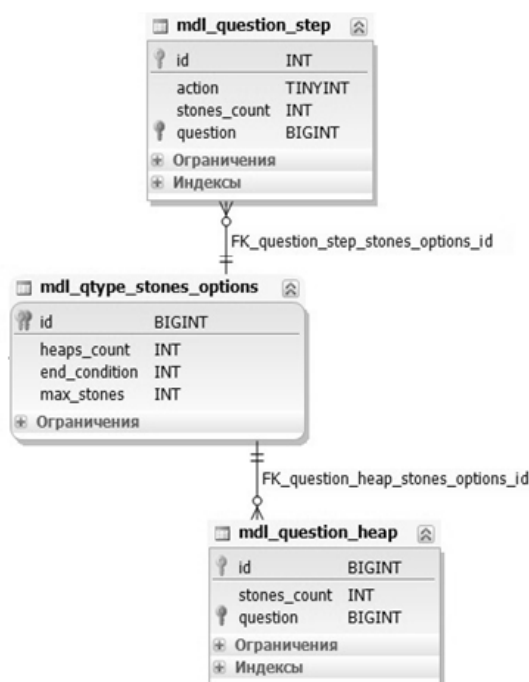 mdl_question_step
id INT
action TINYINT
stones_count INT
question BIGINT
Ограничения
Индексы
FK_question_step_stones_options_id
mdl_qtype_stones_options
id BIGINT
heaps_count INT
end_condition INT
max_stones INT
Ограничения
FK_question_heap_stones_options_id
mdl_question_heap
id BIGINT
stones_count INT
question BIGINT
Ограничения
Индексы